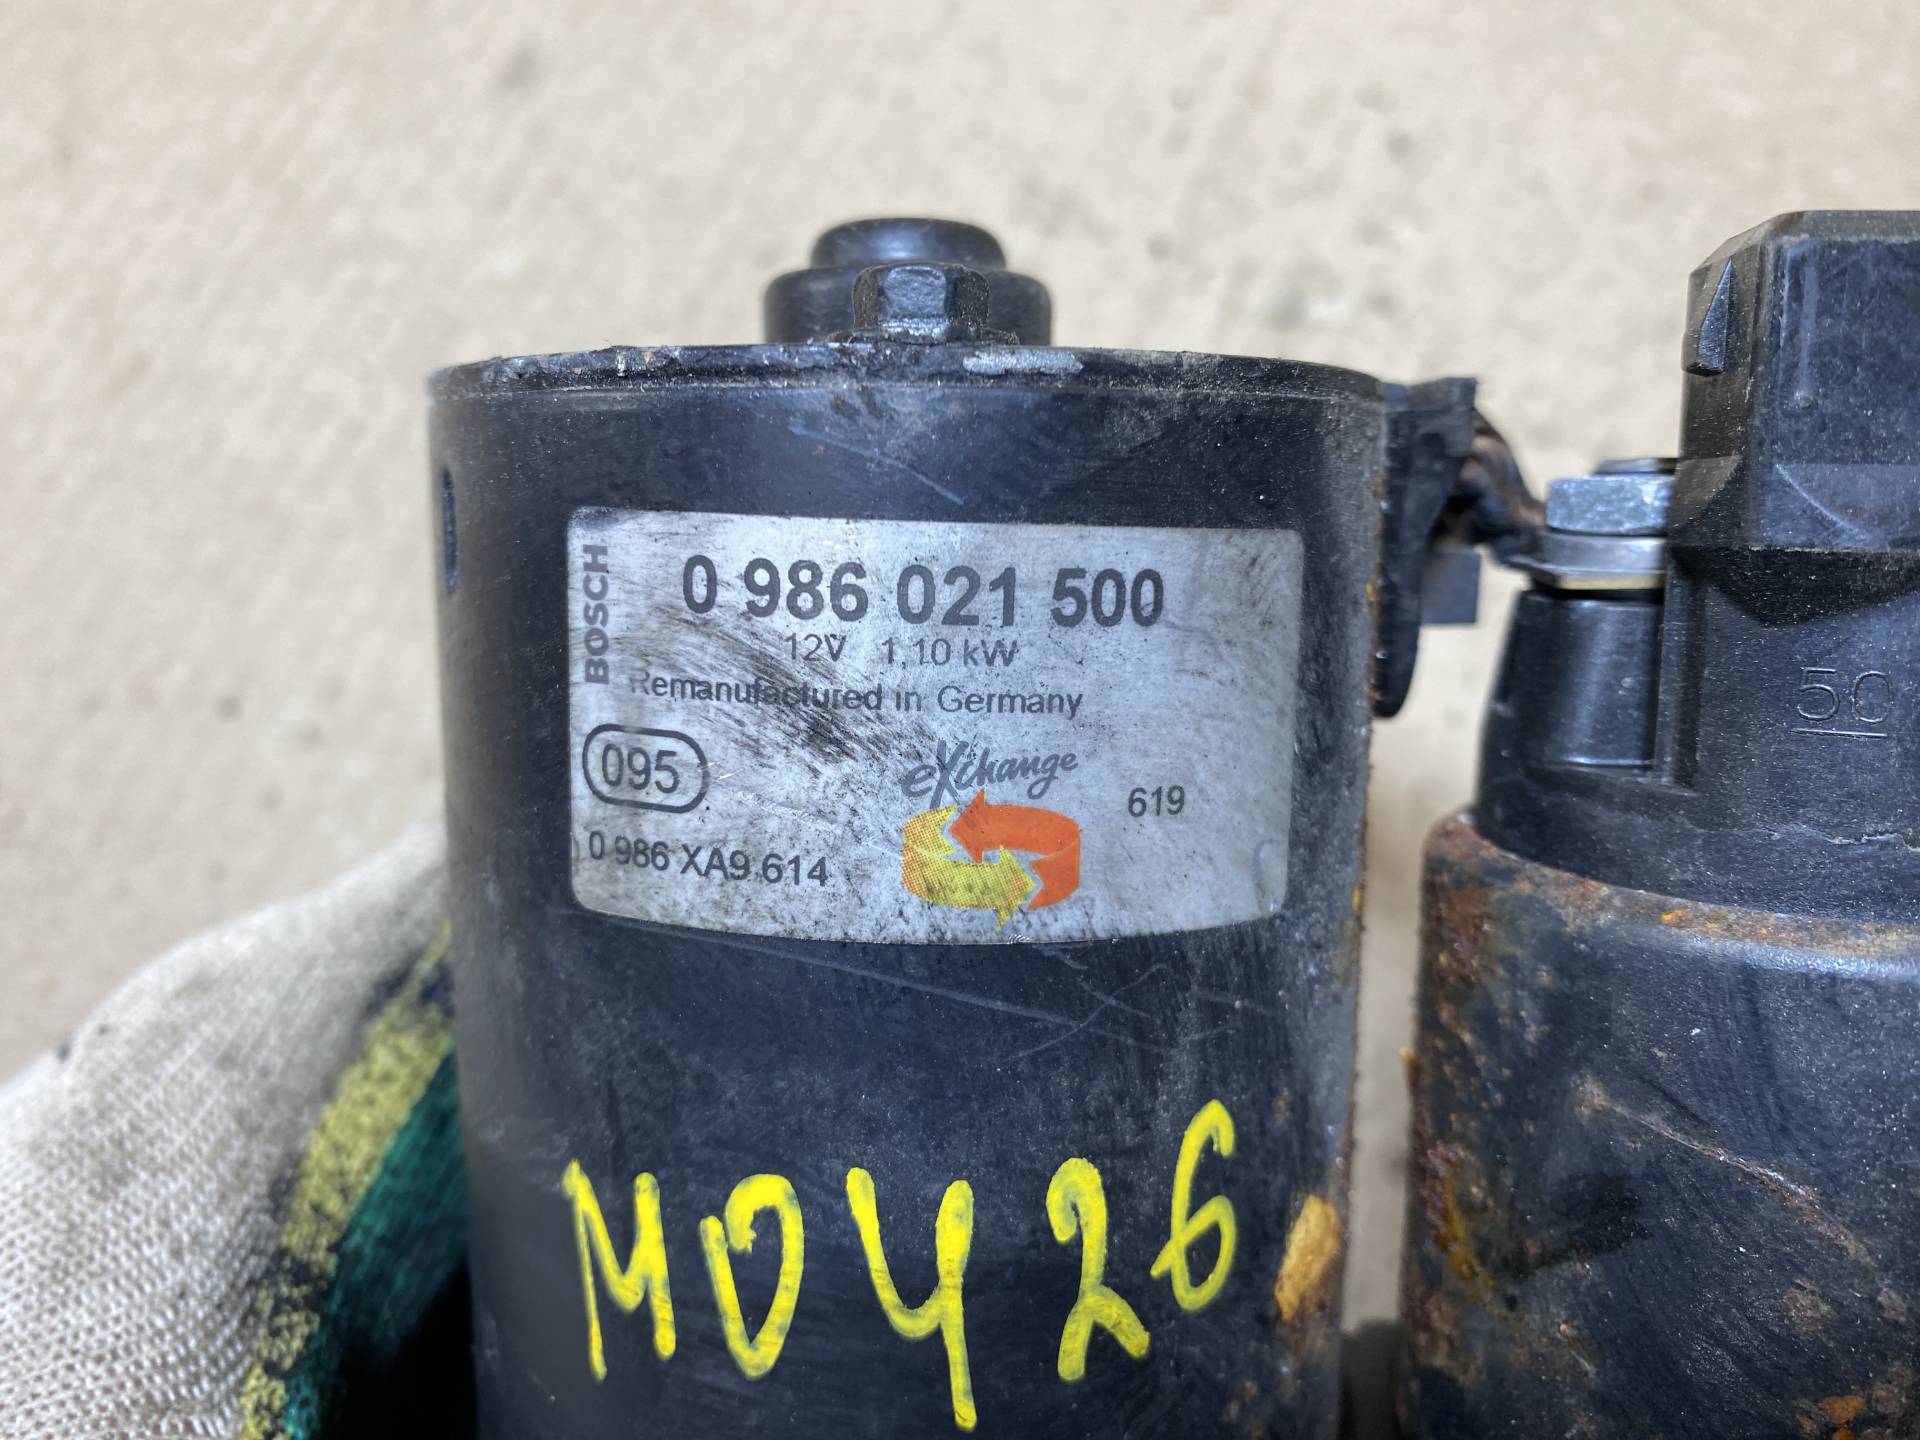 BOSCH
0 986 021 500
12V 1,10 kW
Remanufactured in Germany
095
eXchange
619
0 986 XA9 614
50
M0426